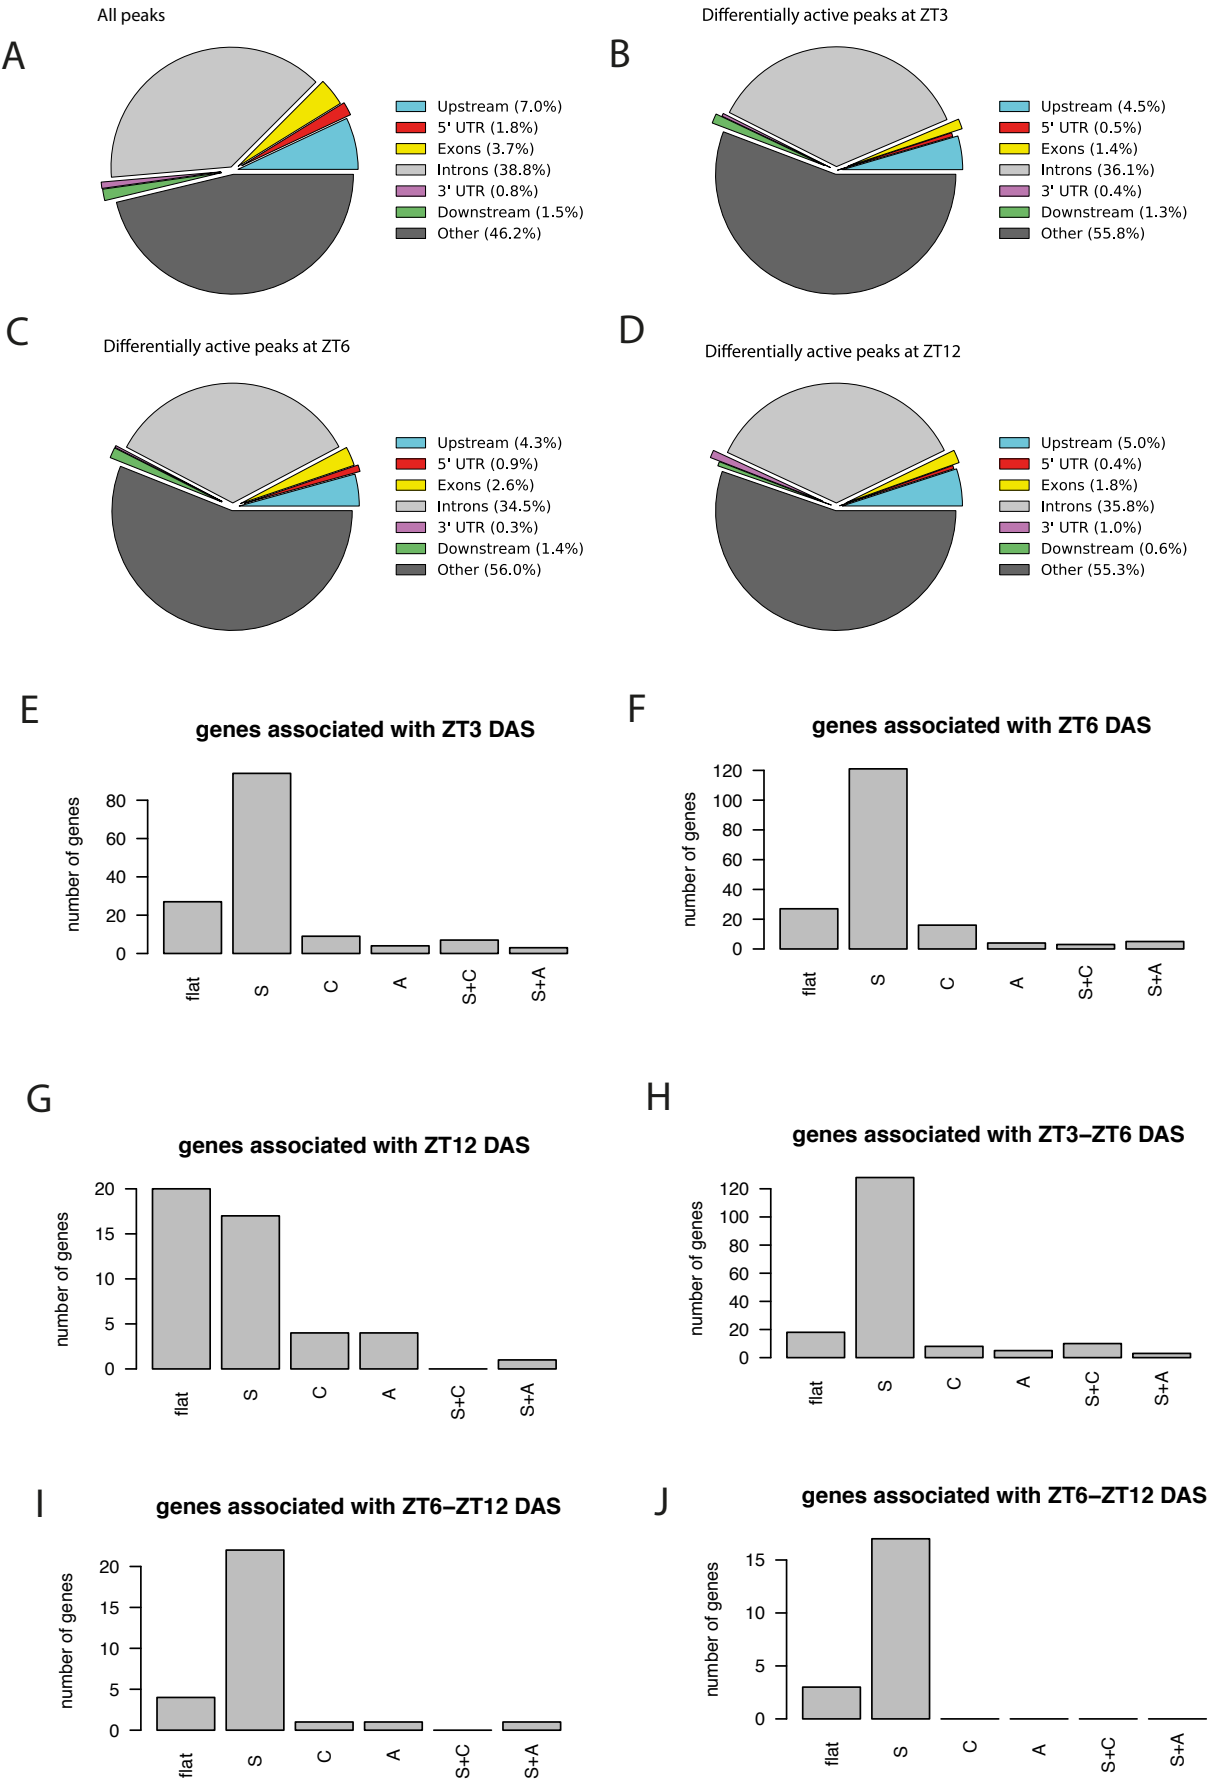 All peaks
A
Upstream (7.0%)
5' UTR (1.8%)
Exons (3.7%)
Introns (38.8%)
3' UTR (0.8%)
Downstream (1.5%)
Other (46.2%)
Differentially active peaks at ZT3
B
Upstream (4.5%)
5' UTR (0.5%)
Exons (1.4%)
Introns (36.1%)
3' UTR (0.4%)
Downstream (1.3%)
Other (55.8%)
C
Differentially active peaks at ZT6
Upstream (4.3%)
5' UTR (0.9%)
Exons (2.6%)
Introns (34.5%)
3' UTR (0.3%)
Downstream (1.4%)
Other (56.0%)
D
Differentially active peaks at ZT12
Upstream (5.0%)
5' UTR (0.4%)
Exons (1.8%)
Introns (35.8%)
3' UTR (1.0%)
Downstream (0.6%)
Other (55.3%)
E
genes associated with ZT3 DAS
number of genes
80
60
40
20
0
flat S C A S+C S+A
F
genes associated with ZT6 DAS
number of genes
120
100
80
60
40
20
0
flat S C A S+C S+A
G
genes associated with ZT12 DAS
number of genes
20
15
10
5
0
flat S C A S+C S+A
H
genes associated with ZT3−ZT6 DAS
number of genes
120
100
80
60
40
20
0
flat S C A S+C S+A
I
genes associated with ZT6−ZT12 DAS
number of genes
20
15
10
5
0
flat S C A S+C S+A
J
genes associated with ZT6−ZT12 DAS
number of genes
15
10
5
0
flat S C A S+C S+A